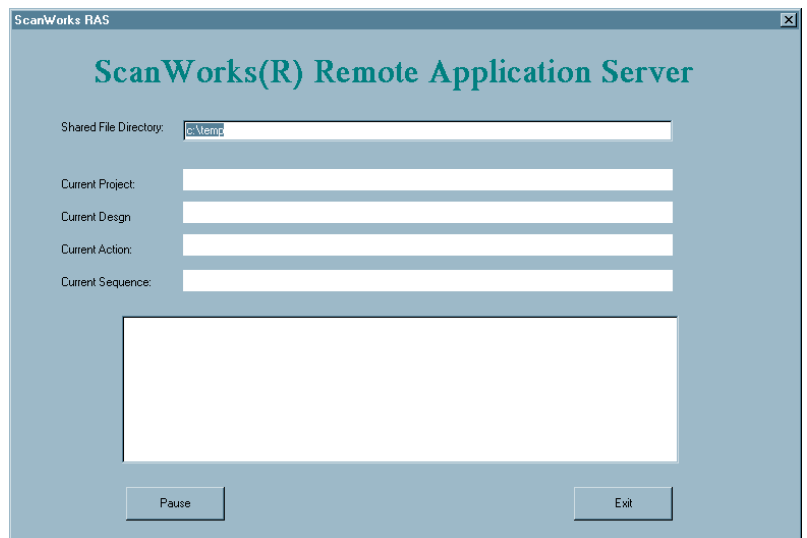 ScanWorks RAS
ScanWorks(R) Remote Application Server
Shared File Directory: c:\temp
Current Project:
Current Desgn
Current Action:
Current Sequence:
Pause Exit